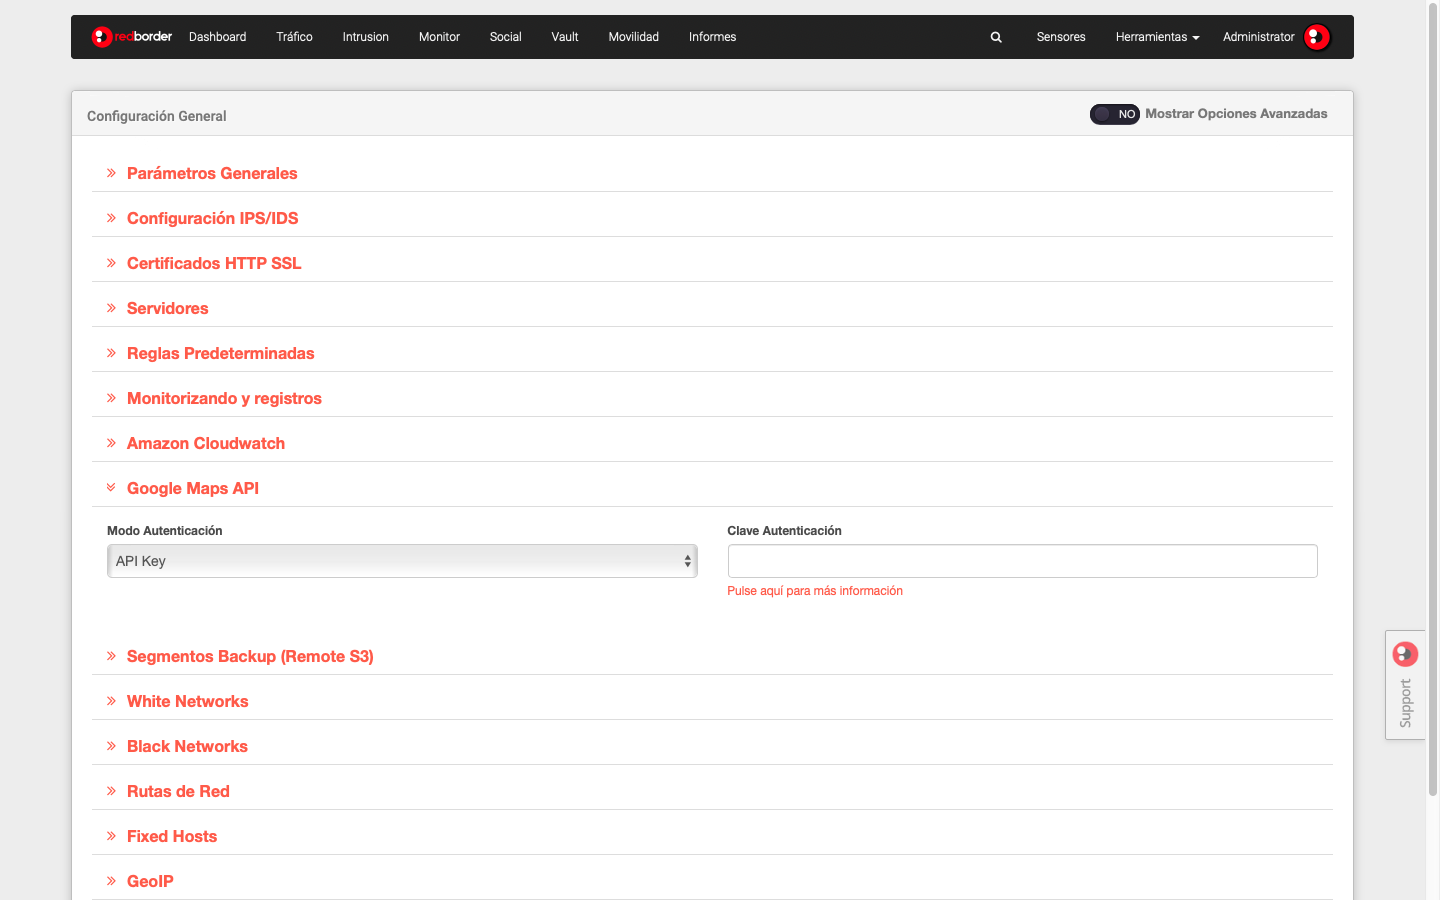 redborder Dashboard Tráfico Intrusion Monitor Social Vault Movilidad Informes Sensores Herramientas Administrator
Configuración General NO Mostrar Opciones Avanzadas
Parámetros Generales
Configuración IPS/IDS
Certificados HTTP SSL
Servidores
Reglas Predeterminadas
Monitorizando y registros
Amazon Cloudwatch
Google Maps API
Modo Autenticación
API Key
Clave Autenticación
Pulse aquí para más información
Segmentos Backup (Remote S3)
White Networks
Black Networks
Rutas de Red
Fixed Hosts
GeoIP
Support